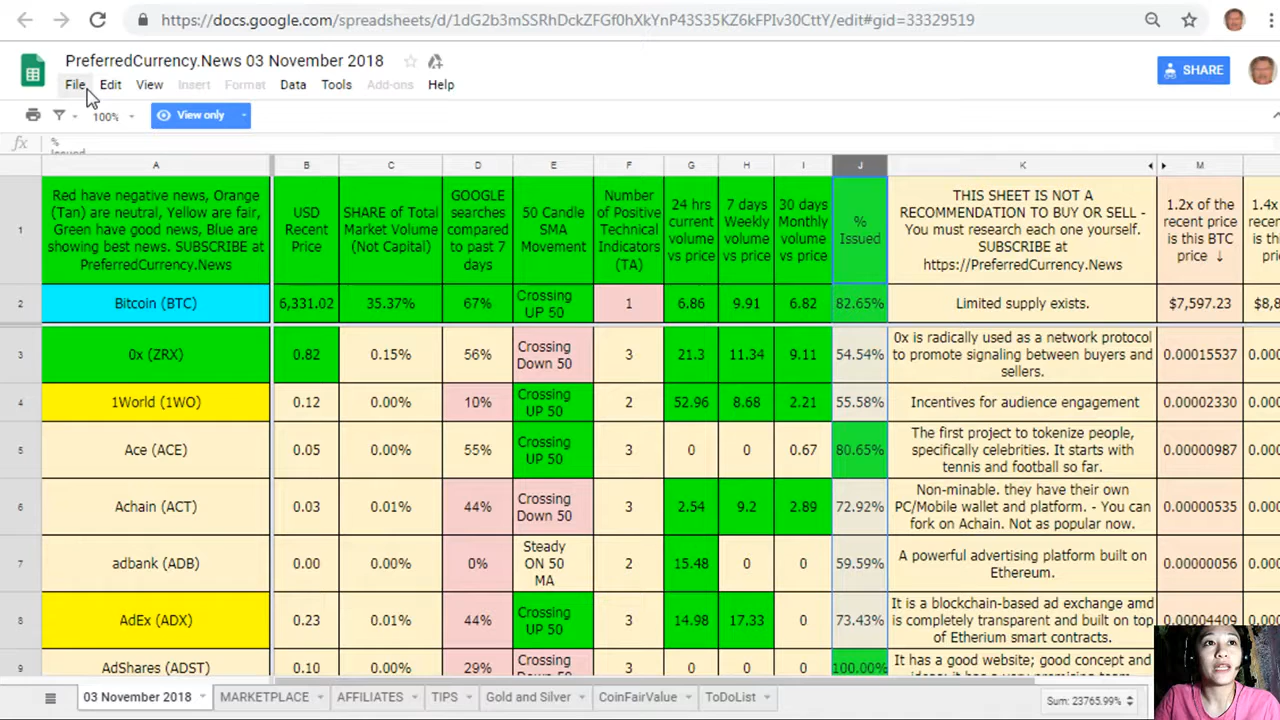 https://docs.google.com/spreadsheets/d/1dG2b3mSSRhDckZFGf0hXkYnP43S35KZ6kFPIv30CttY/edit#gid=33329519
PreferredCurrency.News 03 November 2018
SHARE
File Edit View Insert Format Data Tools Add-ons Help
100% View only
fx %
A B C D E F G H I J K M
1
Red have negative news, Orange
(Tan) are neutral, Yellow are fair,
Green have good news, Blue are
showing best news. SUBSCRIBE at
PreferredCurrency.News
USD
Recent
Price
SHARE of Total
Market Volume
(Not Capital)
GOOGLE
searches
compared
to past 7
days
50 Candle
SMA
Movement
Number
of Positive
Technical
Indicators
(TA)
24 hrs
current
volume
vs price
7 days
Weekly
volume
vs price
30 days
Monthly
volume
vs price
%
Issued
THIS SHEET IS NOT A
RECOMMENDATION TO BUY OR SELL -
You must research each one yourself.
SUBSCRIBE at
https://PreferredCurrency.News
1.2x of the
recent price
is this BTC
price ↓
1.4x
2
Bitcoin (BTC)
6,331.02
35.37%
67%
Crossing
UP 50
1
6.86
9.91
6.82
82.65%
Limited supply exists.
$7,597.23
3
0x (ZRX)
0.82
0.15%
56%
Crossing
Down 50
3
21.3
11.34
9.11
54.54%
0x is radically used as a network protocol
to promote signaling between buyers and
sellers.
0.00015537
4
1World (1WO)
0.12
0.00%
10%
Crossing
UP 50
2
52.96
8.68
2.21
55.58%
Incentives for audience engagement
0.00002330
5
Ace (ACE)
0.05
0.00%
55%
Crossing
UP 50
3
0
0
0.67
80.65%
The first project to tokenize people,
specifically celebrities. It starts with
tennis and football so far.
0.00000987
6
Achain (ACT)
0.03
0.01%
44%
Crossing
Down 50
3
2.54
9.2
2.89
72.92%
Non-minable. they have their own
PC/Mobile wallet and platform. - You can
fork on Achain. Not as popular now.
0.00000535
7
adbank (ADB)
0.00
0.00%
0%
Steady
ON 50
MA
2
15.48
0
0
59.59%
A powerful advertising platform built on
Ethereum.
0.00000056
8
AdEx (ADX)
0.23
0.01%
44%
Crossing
UP 50
3
14.98
17.33
0
73.43%
It is a blockchain-based ad exchange amd
is completely transparent and built on top
of Etherium smart contracts.
9
AdShares (ADST)
0.10
0.00%
29%
Crossing
3
0
0
0
100.00%
It has a good website; good concept and
03 November 2018 MARKETPLACE AFFILIATES TIPS Gold and Silver CoinFairValue ToDoList
Sum: 23765.99%